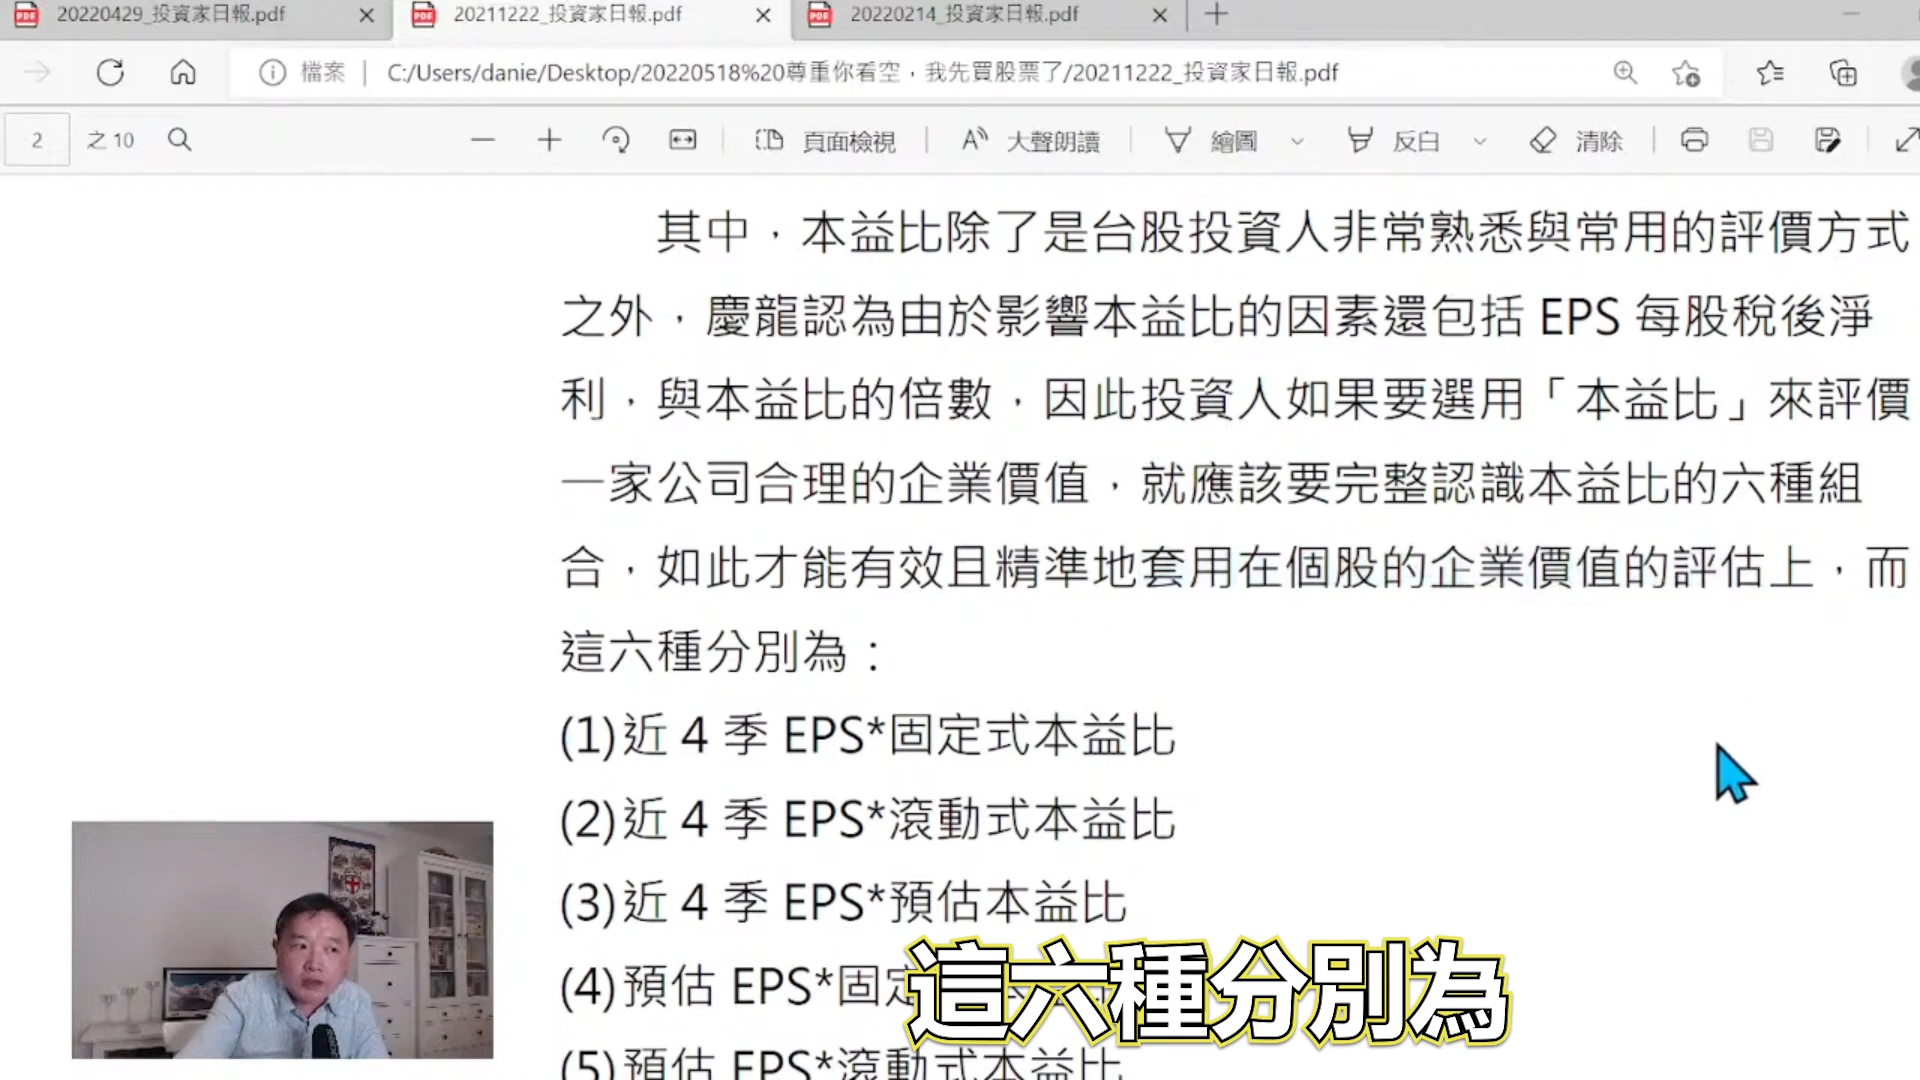 20220429_投資家日報.pdf
20211222_投資家日報.pdf
20220214_投資家日報.pdf
檔案 | C:/Users/danie/Desktop/20220518%20尊重你看空,我先買股票了/20211222_投資家日報.pdf
2 之 10 頁面檢視 大聲朗讀 繪圖 反白 清除
其中,本益比除了是台股投資人非常熟悉與常用的評價方式
之外,慶龍認為由於影響本益比的因素還包括 EPS 每股稅後淨
利,與本益比的倍數,因此投資人如果要選用「本益比」來評價
一家公司合理的企業價值,就應該要完整認識本益比的六種組
合,如此才能有效且精準地套用在個股的企業價值的評估上,而
這六種分別為:
(1)近 4 季 EPS*固定式本益比
(2)近 4 季 EPS*滾動式本益比
(3)近 4 季 EPS*預估本益比
(4)預估 EPS*固定
這六種分別為
(5)預估 EPS*滾動式本益比